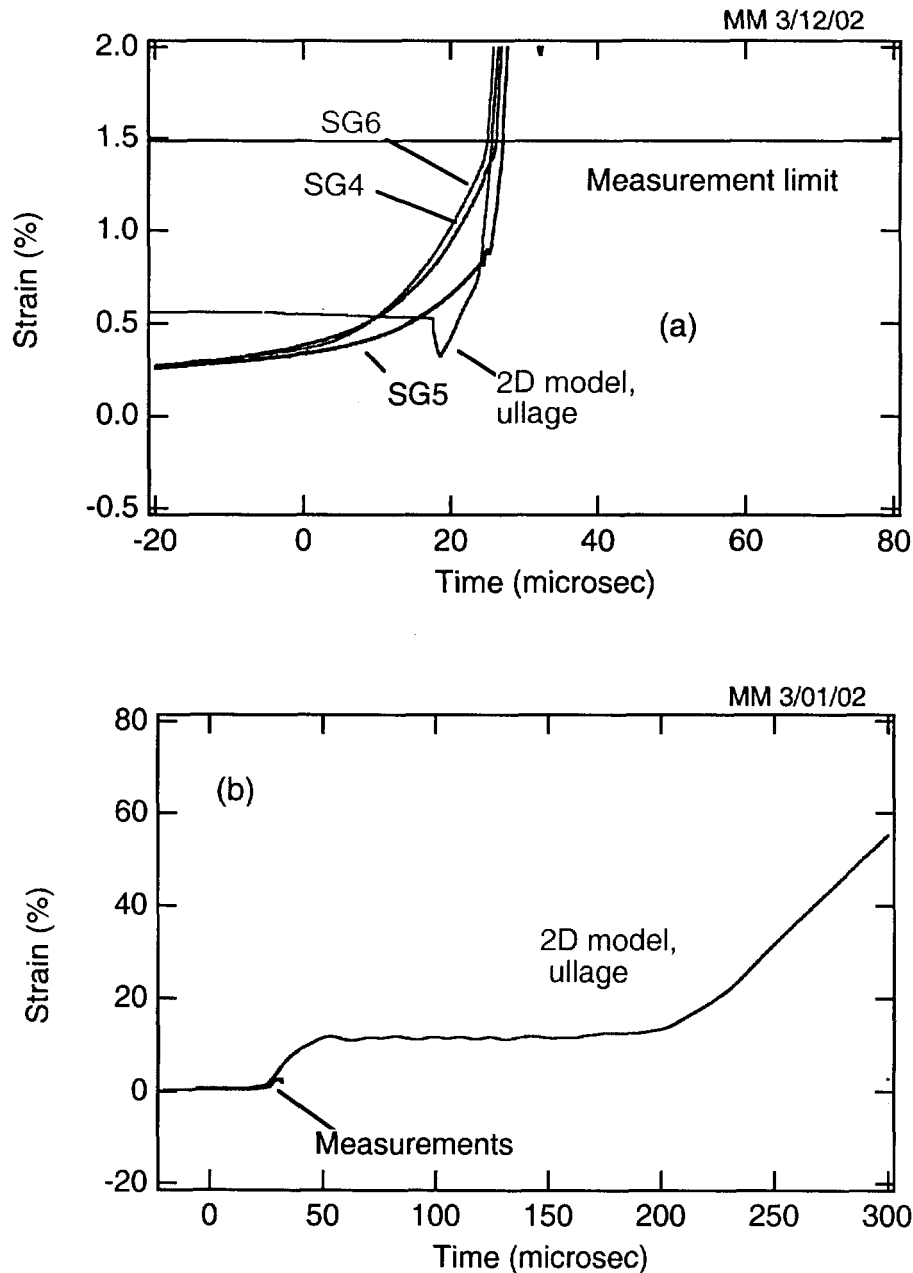 MM 3/12/02
2.0
1.5
1.0
0.5
0.0
-0.5
Strain (%)
SG6
SG4
Measurement limit
(a)
SG5
2D model,
ullage
-20
0
20
40
60
80
Time (microsec)
MM 3/01/02
80
60
40
20
0
-20
Strain (%)
(b)
2D model,
ullage
Measurements
0
50
100
150
200
250
300
Time (microsec)